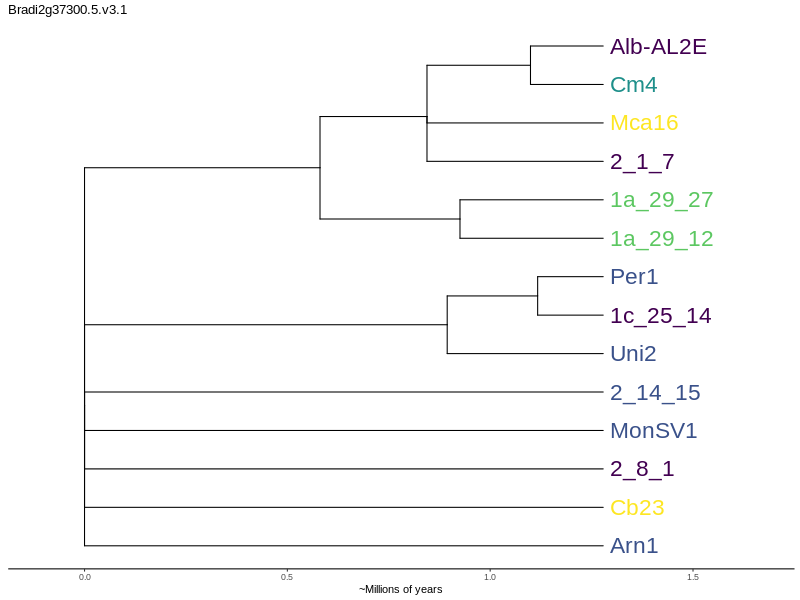 Bradi2g37300.5.v3.1
Alb-AL2E
Cm4
Mca16
2_1_7
1a_29_27
1a_29_12
Per1
1c_25_14
Uni2
2_14_15
MonSV1
2_8_1
Cb23
Arn1
0.0 0.5 1.0 1.5
~Millions of years